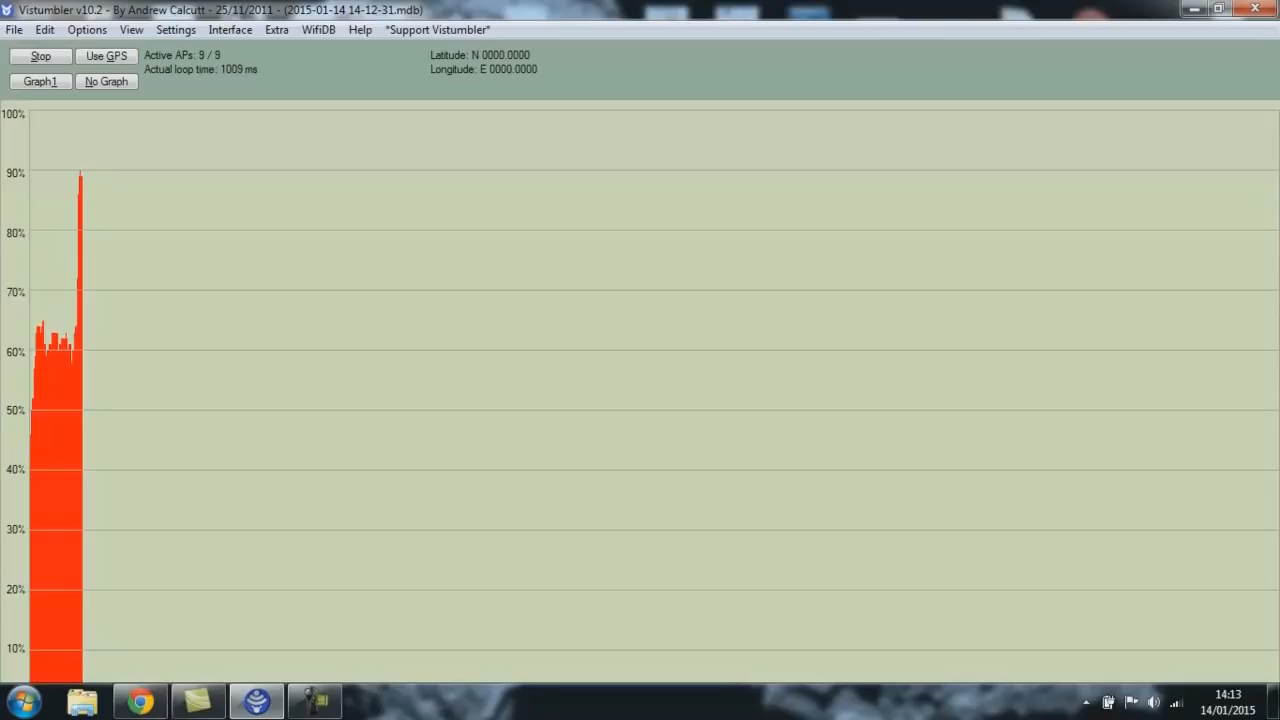 Vistumbler v10.2 - By Andrew Calcutt - 25/11/2011 - (2015-01-14 14-12-31.mdb)
File Edit Options View Settings Interface Extra WifiDB Help *Support Vistumbler*
Stop Use GPS Active APs: 9 / 9 Latitude: N 0000.0000
Actual loop time: 1009 ms Longitude: E 0000.0000
Graph1 No Graph
100%
90%
80%
70%
60%
50%
40%
30%
20%
10%
14:13
14/01/2015